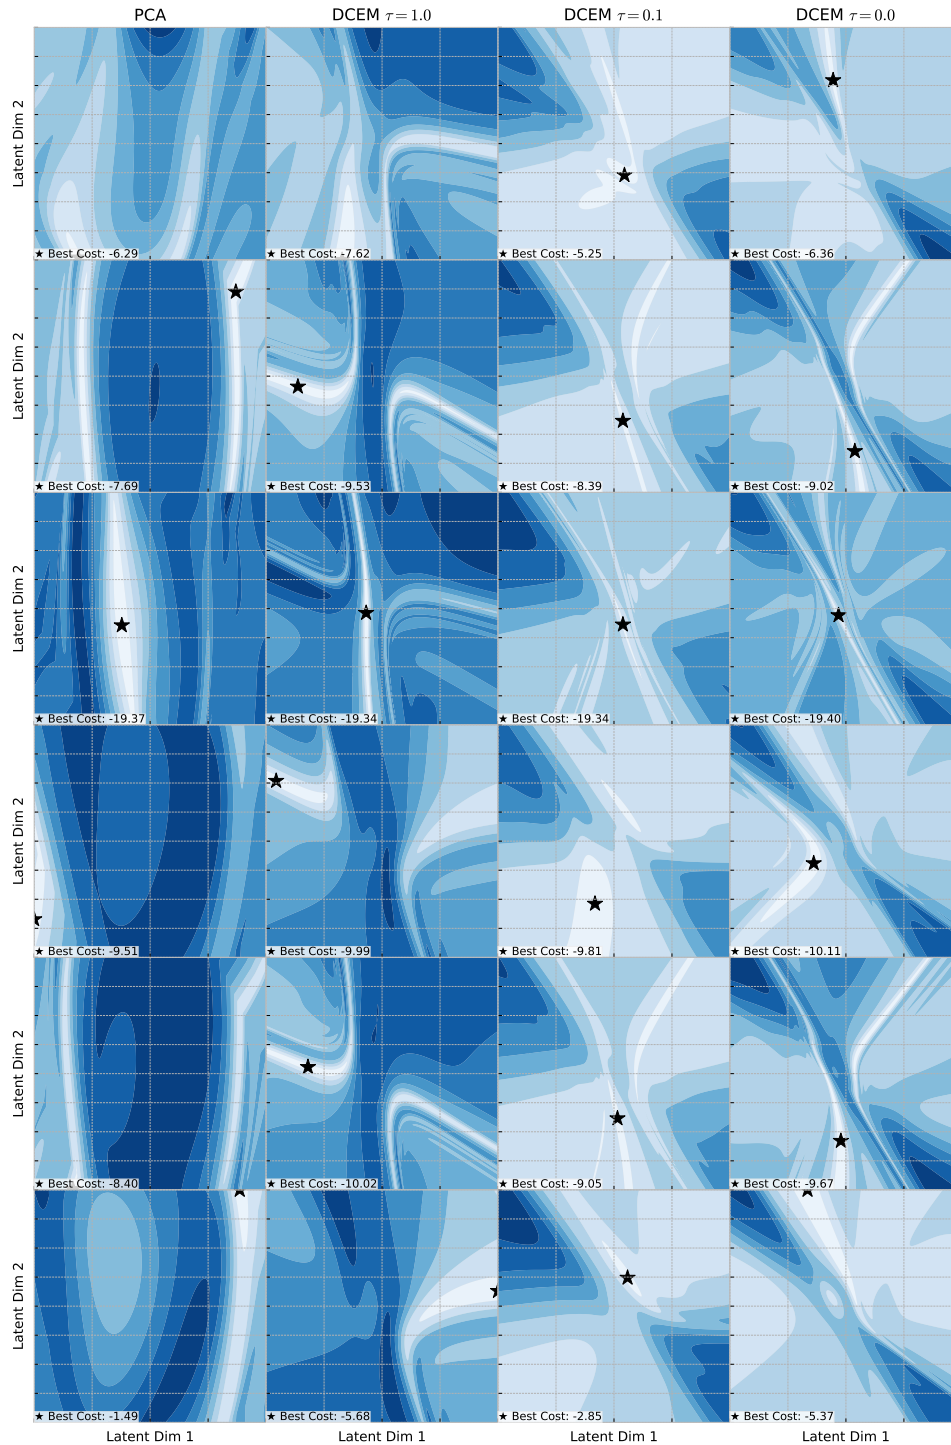 PCA DCEM τ = 1.0 DCEM τ = 0.1 DCEM τ = 0.0
Latent Dim 2
★ Best Cost: -6.29 ★ Best Cost: -7.62 ★ Best Cost: -5.25 ★ Best Cost: -6.36
Latent Dim 2
★ Best Cost: -7.69 ★ Best Cost: -9.53 ★ Best Cost: -8.39 ★ Best Cost: -9.02
Latent Dim 2
★ Best Cost: -19.37 ★ Best Cost: -19.34 ★ Best Cost: -19.34 ★ Best Cost: -19.40
Latent Dim 2
★ Best Cost: -9.51 ★ Best Cost: -9.99 ★ Best Cost: -9.81 ★ Best Cost: -10.11
Latent Dim 2
★ Best Cost: -8.40 ★ Best Cost: -10.02 ★ Best Cost: -9.05 ★ Best Cost: -9.67
Latent Dim 2
★ Best Cost: -1.49 ★ Best Cost: -5.68 ★ Best Cost: -2.85 ★ Best Cost: -5.37
Latent Dim 1 Latent Dim 1 Latent Dim 1 Latent Dim 1